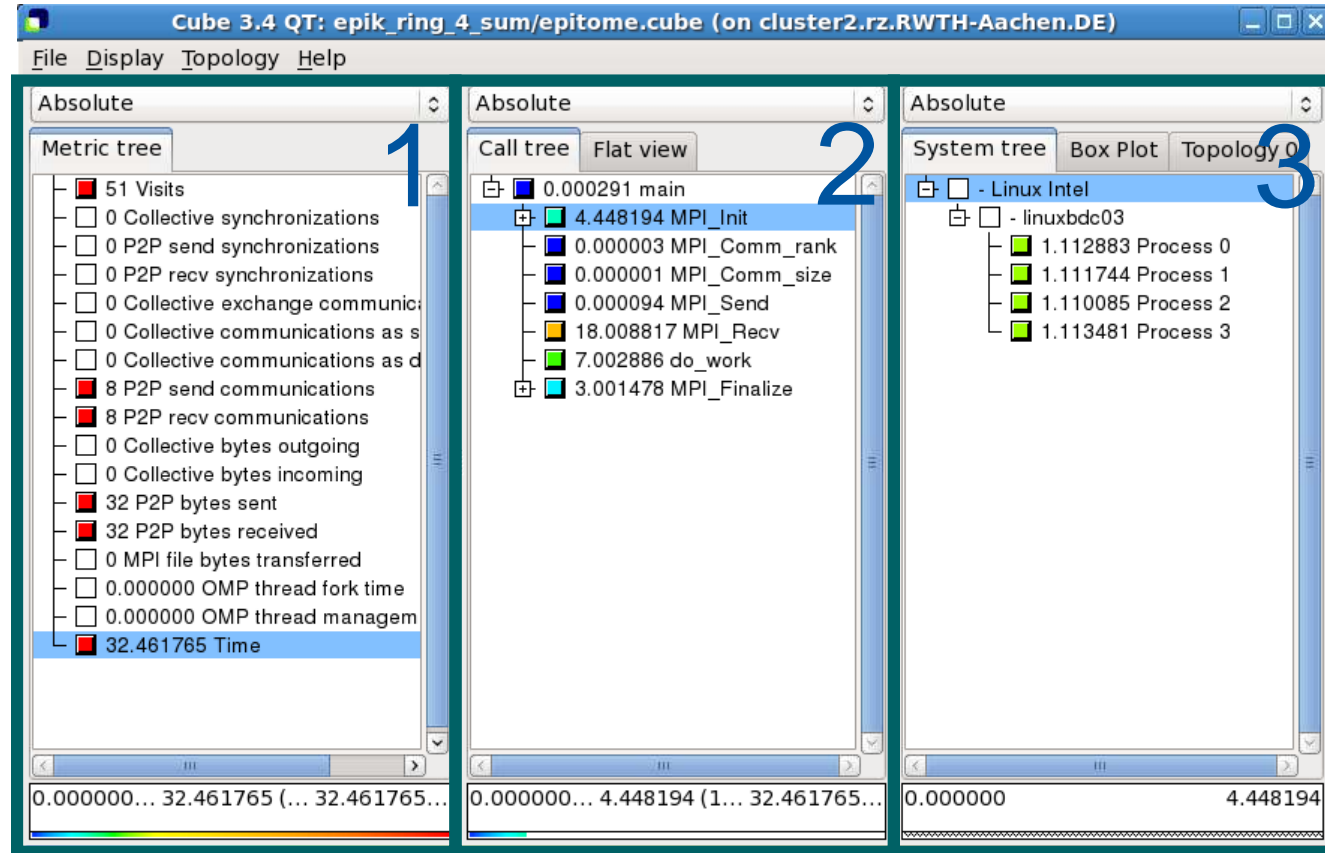 Cube 3.4 QT: epik_ring_4_sum/epitome.cube (on cluster2.rz.RWTH-Aachen.DE)
File Display Topology Help
Absolute
1
Metric tree
51 Visits
0 Collective synchronizations
0 P2P send synchronizations
0 P2P recv synchronizations
0 Collective exchange communic
0 Collective communications as s
0 Collective communications as d
8 P2P send communications
8 P2P recv communications
0 Collective bytes outgoing
0 Collective bytes incoming
32 P2P bytes sent
32 P2P bytes received
0 MPI file bytes transferred
0.000000 OMP thread fork time
0.000000 OMP thread managem
32.461765 Time
0.000000... 32.461765 (... 32.461765...
Absolute
2
Call tree Flat view
0.000291 main
4.448194 MPI_Init
0.000003 MPI_Comm_rank
0.000001 MPI_Comm_size
0.000094 MPI_Send
18.008817 MPI_Recv
7.002886 do_work
3.001478 MPI_Finalize
0.000000... 4.448194 (1... 32.461765...
Absolute
3
System tree Box Plot Topology 0
- Linux Intel
- linuxbdc03
1.112883 Process 0
1.111744 Process 1
1.110085 Process 2
1.113481 Process 3
0.000000 4.448194